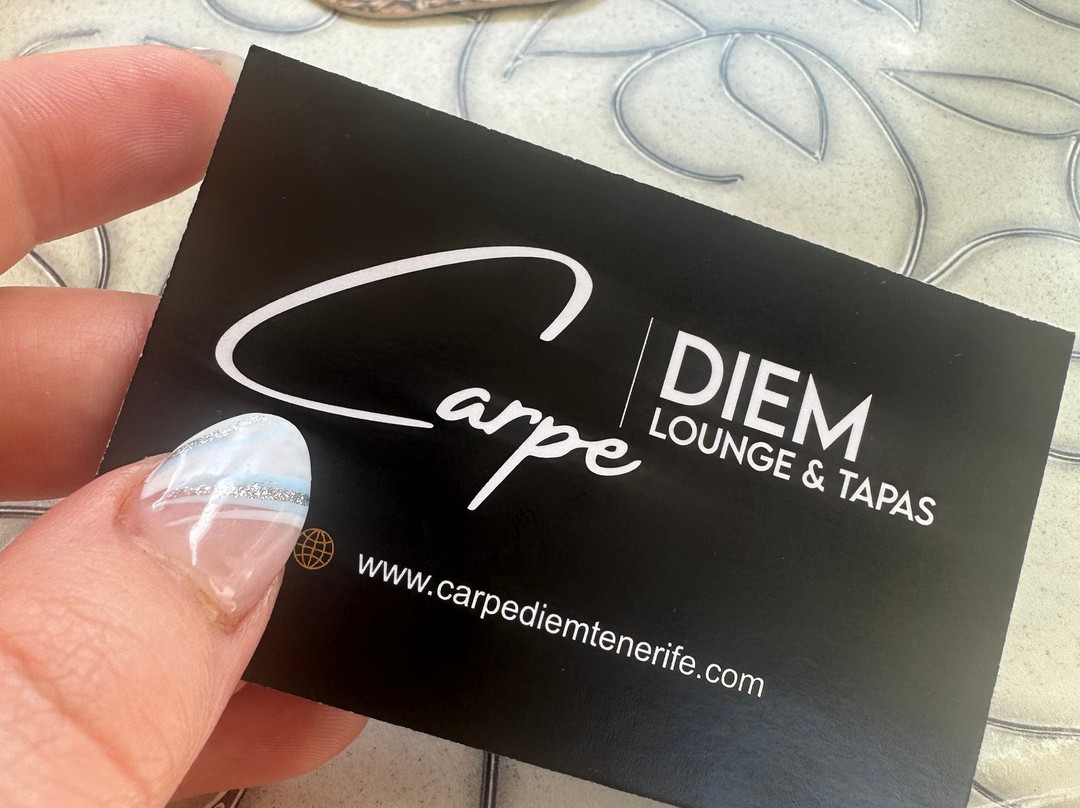 Carpe
DIEM
LOUNGE & TAPAS
www.carpediemtenerife.com